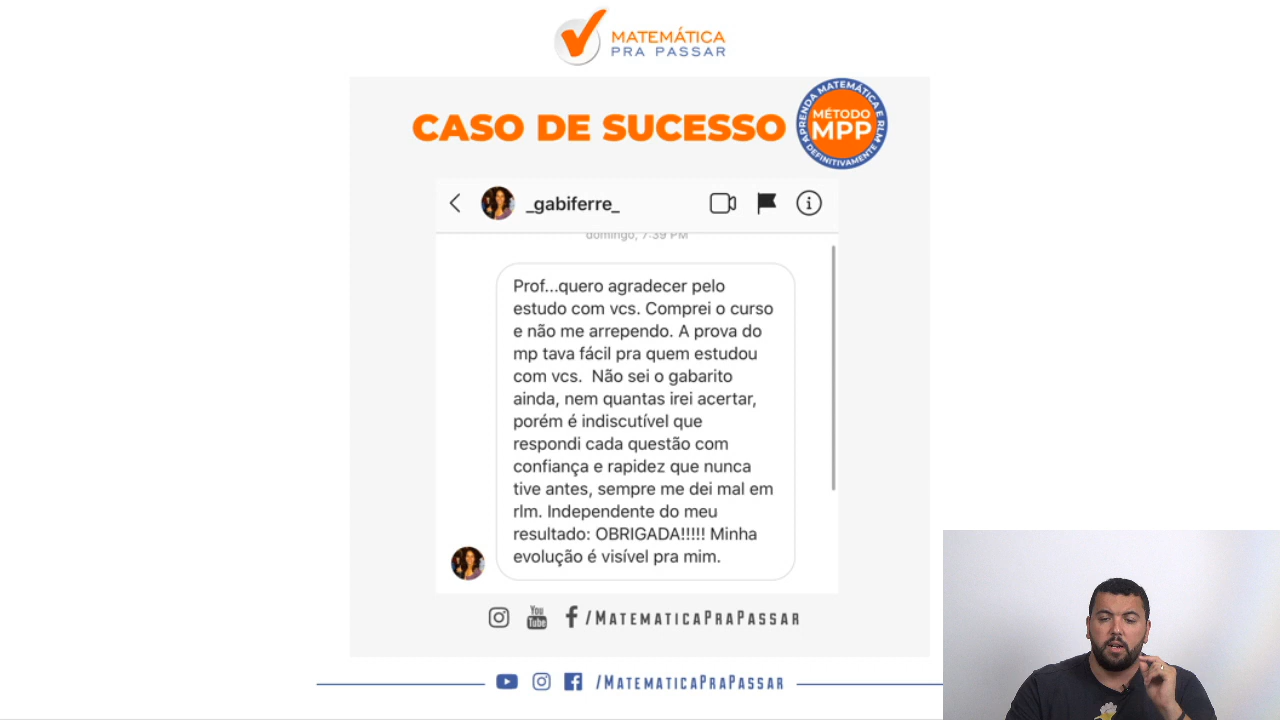 MATEMÁTICA
PRA PASSAR
CASO DE SUCESSO
APRENDA MATEMÁTICA E RLM
MÉTODO
MPP
DEFINITIVAMENTE
_gabiferre_
domingo, 7:39 PM
Prof...quero agradecer pelo
estudo com vcs. Comprei o curso
e não me arrependo. A prova do
mp tava fácil pra quem estudou
com vcs. Não sei o gabarito
ainda, nem quantas irei acertar,
porém é indiscutível que
respondi cada questão com
confiança e rapidez que nunca
tive antes, sempre me dei mal em
rlm. Independente do meu
resultado: OBRIGADA!!!!! Minha
evolução é visível pra mim.
You
Tube
/MATEMATICAPRAPASSAR
/MATEMATICAPRAPASSAR